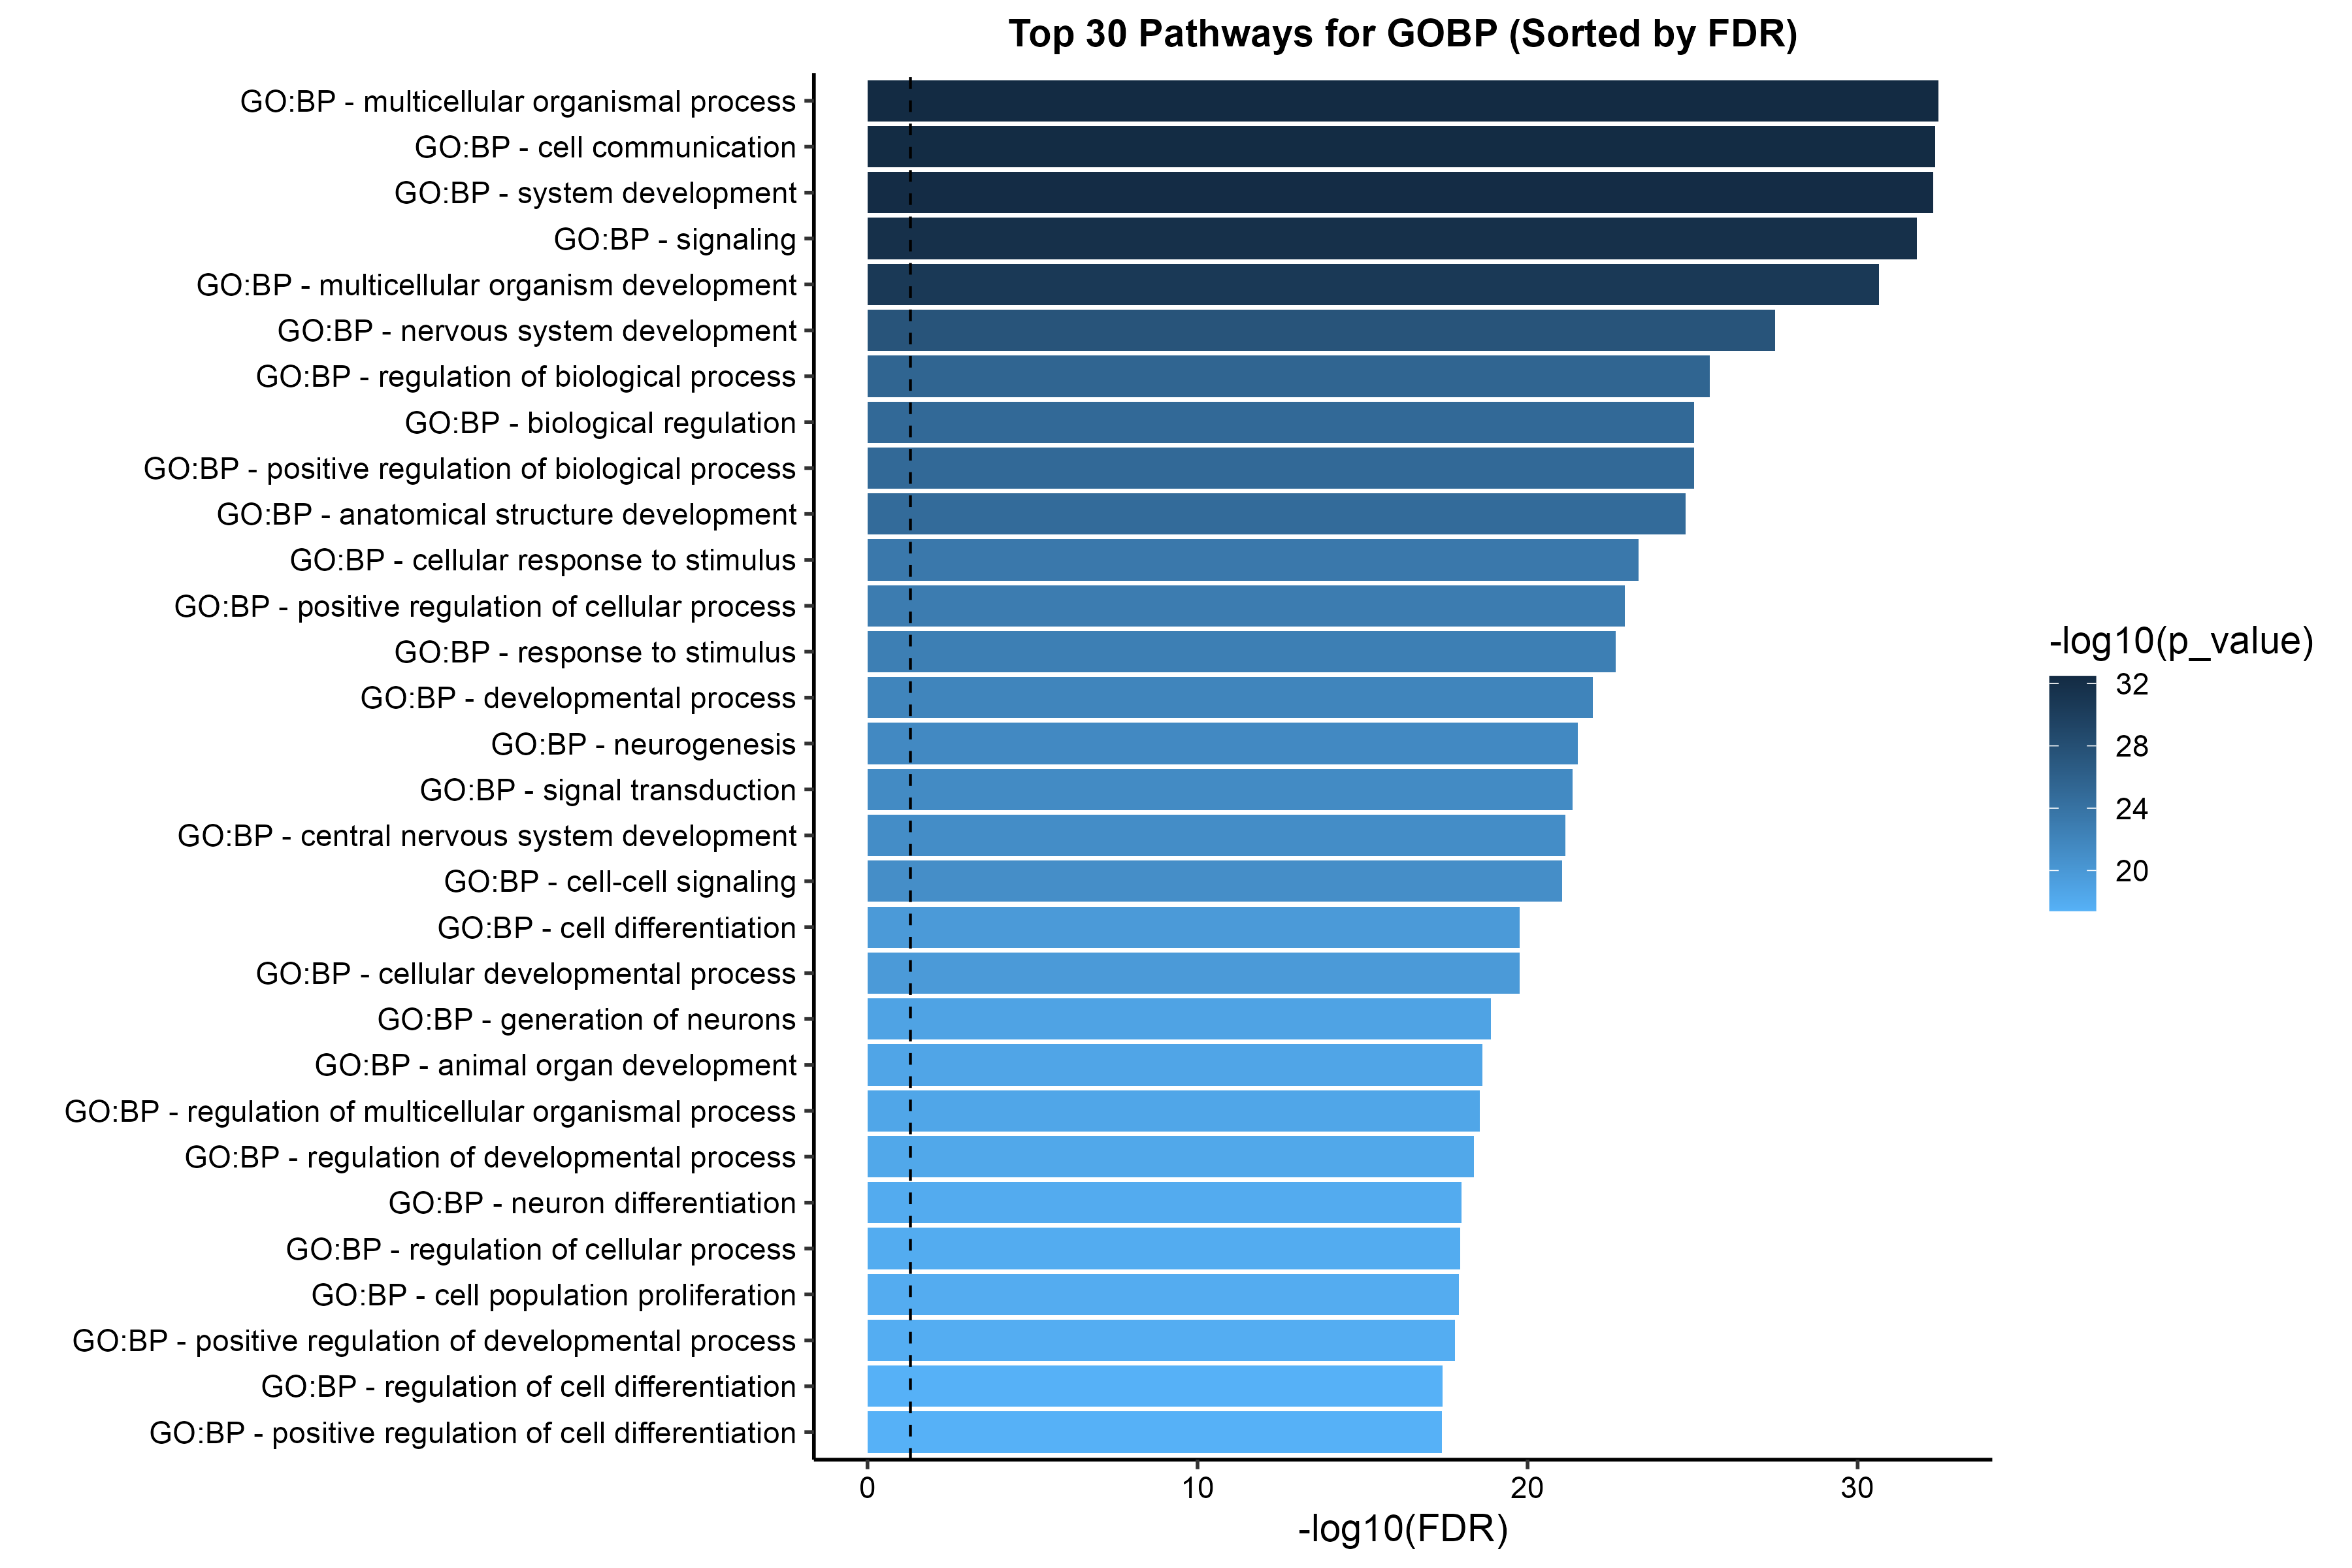 Top 30 Pathways for GOBP (Sorted by FDR)
GO:BP - multicellular organismal process
GO:BP - cell communication
GO:BP - system development
GO:BP - signaling
GO:BP - multicellular organism development
GO:BP - nervous system development
GO:BP - regulation of biological process
GO:BP - biological regulation
GO:BP - positive regulation of biological process
GO:BP - anatomical structure development
GO:BP - cellular response to stimulus
GO:BP - positive regulation of cellular process
GO:BP - response to stimulus
GO:BP - developmental process
GO:BP - neurogenesis
GO:BP - signal transduction
GO:BP - central nervous system development
GO:BP - cell-cell signaling
GO:BP - cell differentiation
GO:BP - cellular developmental process
GO:BP - generation of neurons
GO:BP - animal organ development
GO:BP - regulation of multicellular organismal process
GO:BP - regulation of developmental process
GO:BP - neuron differentiation
GO:BP - regulation of cellular process
GO:BP - cell population proliferation
GO:BP - positive regulation of developmental process
GO:BP - regulation of cell differentiation
GO:BP - positive regulation of cell differentiation
0 10 20 30
-log10(FDR)
-log10(p_value)
32
28
24
20